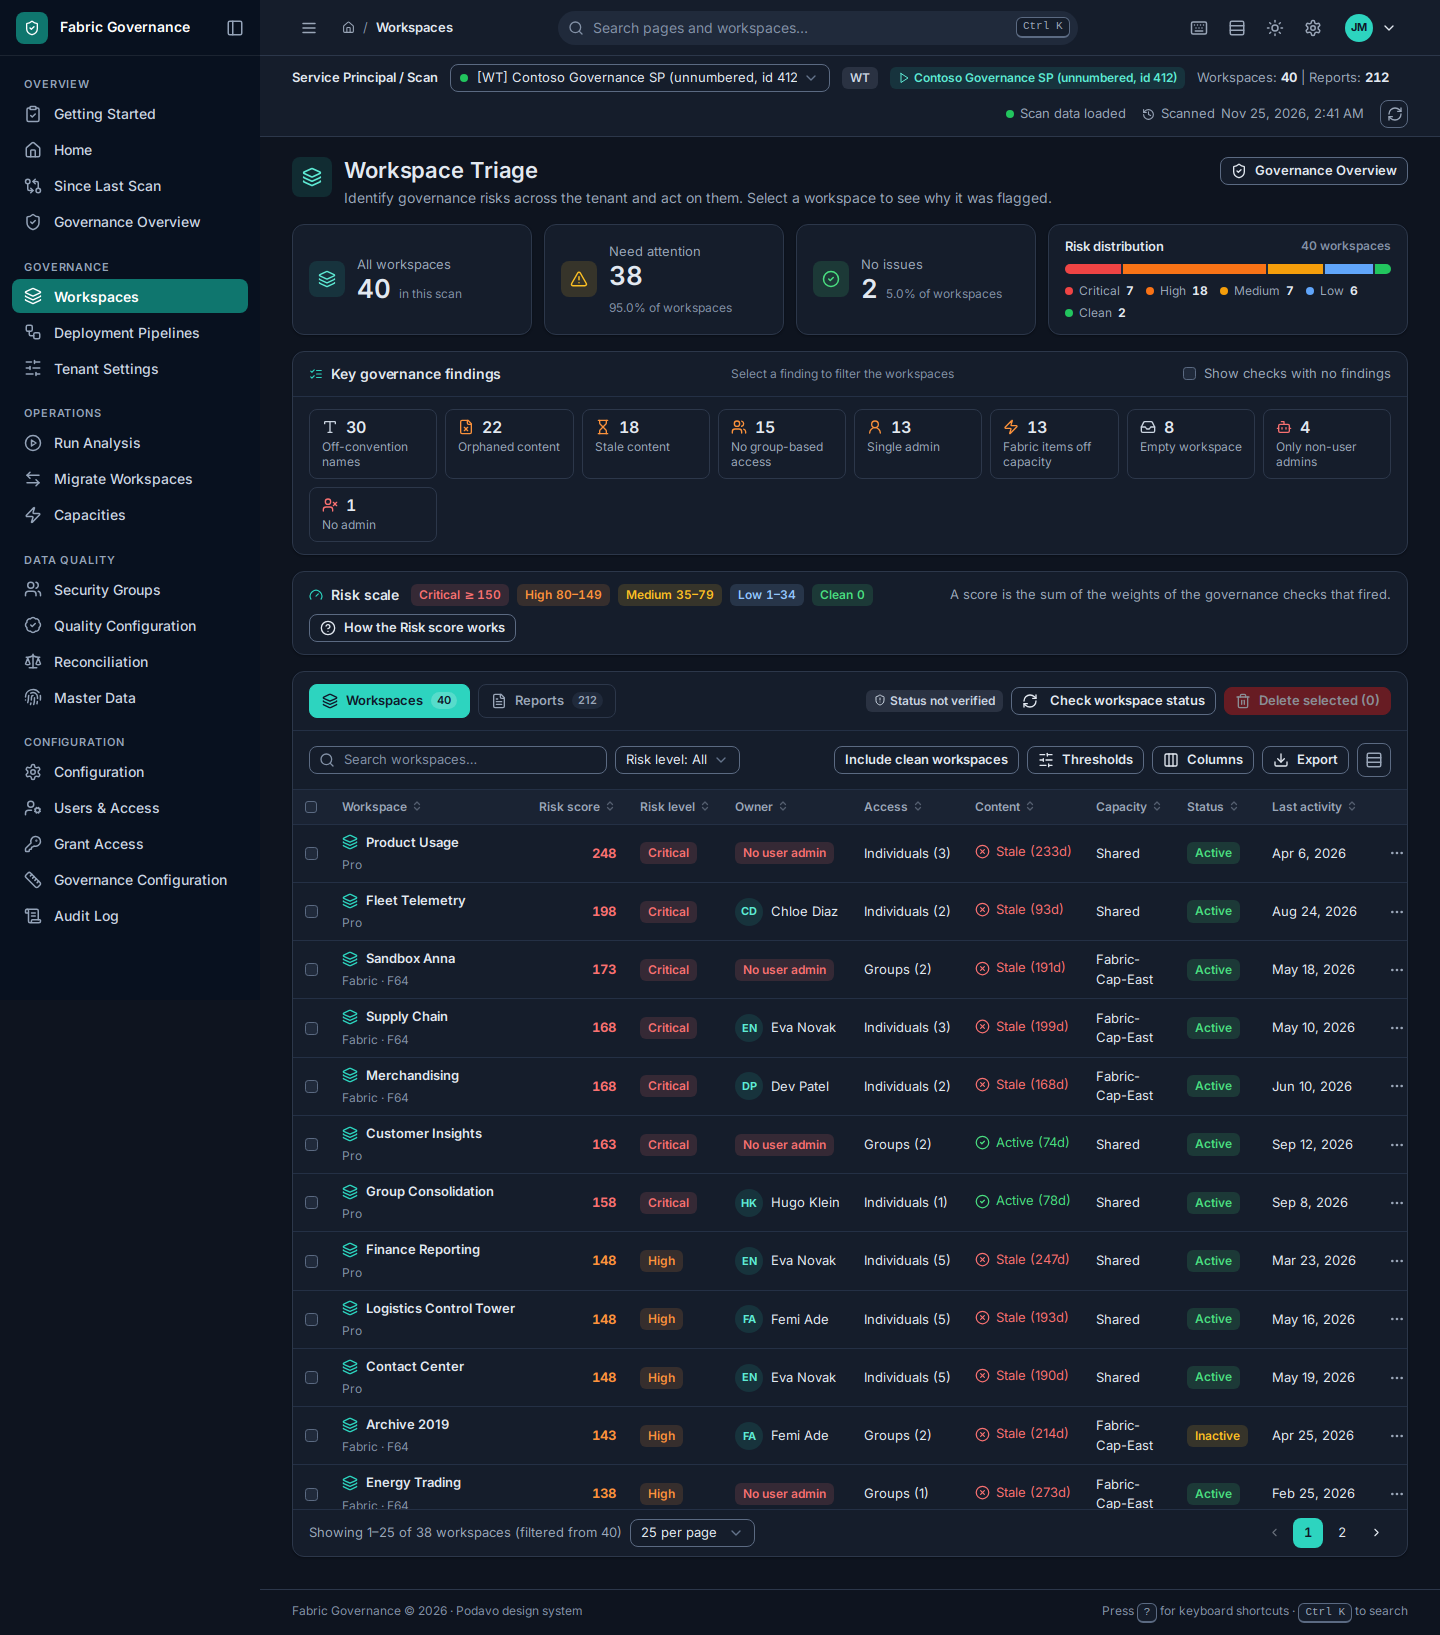 Fabric Governance
/ Workspaces
Search pages and workspaces...
Ctrl K
JM
OVERVIEW
Getting Started
Home
Since Last Scan
Governance Overview
GOVERNANCE
Workspaces
Deployment Pipelines
Tenant Settings
OPERATIONS
Run Analysis
Migrate Workspaces
Capacities
DATA QUALITY
Security Groups
Quality Configuration
Reconciliation
Master Data
CONFIGURATION
Configuration
Users & Access
Grant Access
Governance Configuration
Audit Log
Service Principal / Scan
[WT] Contoso Governance SP (unnumbered, id 412
WT
Contoso Governance SP (unnumbered, id 412)
Workspaces: 40 | Reports: 212
Scan data loaded
Scanned Nov 25, 2026, 2:41 AM
Workspace Triage
Identify governance risks across the tenant and act on them. Select a workspace to see why it was flagged.
Governance Overview
All workspaces
40 in this scan
Need attention
38
95.0% of workspaces
No issues
2 5.0% of workspaces
Risk distribution
40 workspaces
Critical 7 High 18 Medium 7 Low 6
Clean 2
Key governance findings
Select a finding to filter the workspaces
Show checks with no findings
30
Off-convention names
22
Orphaned content
18
Stale content
15
No group-based access
13
Single admin
13
Fabric items off capacity
8
Empty workspace
4
Only non-user admins
1
No admin
Risk scale
Critical ≥ 150
High 80–149
Medium 35–79
Low 1–34
Clean 0
A score is the sum of the weights of the governance checks that fired.
How the Risk score works
Workspaces 40
Reports 212
Status not verified
Check workspace status
Delete selected (0)
Search workspaces...
Risk level: All
Include clean workspaces
Thresholds
Columns
Export
Workspace Risk score Risk level Owner Access Content Capacity Status Last activity
Product Usage
Pro
248 Critical No user admin Individuals (3) Stale (233d) Shared Active Apr 6, 2026
Fleet Telemetry
Pro
198 Critical CD Chloe Diaz Individuals (2) Stale (93d) Shared Active Aug 24, 2026
Sandbox Anna
Fabric · F64
173 Critical No user admin Groups (2) Stale (191d) Fabric-Cap-East Active May 18, 2026
Supply Chain
Fabric · F64
168 Critical EN Eva Novak Individuals (3) Stale (199d) Fabric-Cap-East Active May 10, 2026
Merchandising
Fabric · F64
168 Critical DP Dev Patel Individuals (2) Stale (168d) Fabric-Cap-East Active Jun 10, 2026
Customer Insights
Pro
163 Critical No user admin Groups (2) Active (74d) Shared Active Sep 12, 2026
Group Consolidation
Pro
158 Critical HK Hugo Klein Individuals (1) Active (78d) Shared Active Sep 8, 2026
Finance Reporting
Pro
148 High EN Eva Novak Individuals (5) Stale (247d) Shared Active Mar 23, 2026
Logistics Control Tower
Pro
148 High FA Femi Ade Individuals (5) Stale (193d) Shared Active May 16, 2026
Contact Center
Pro
148 High EN Eva Novak Individuals (5) Stale (190d) Shared Active May 19, 2026
Archive 2019
Fabric · F64
143 High FA Femi Ade Groups (2) Stale (214d) Fabric-Cap-East Inactive Apr 25, 2026
Energy Trading
Fabric · F64
138 High No user admin Groups (1) Stale (273d) Fabric-Cap-East Active Feb 25, 2026
Showing 1–25 of 38 workspaces (filtered from 40)
25 per page
1 2
Fabric Governance © 2026 · Podavo design system
Press ? for keyboard shortcuts · Ctrl K to search